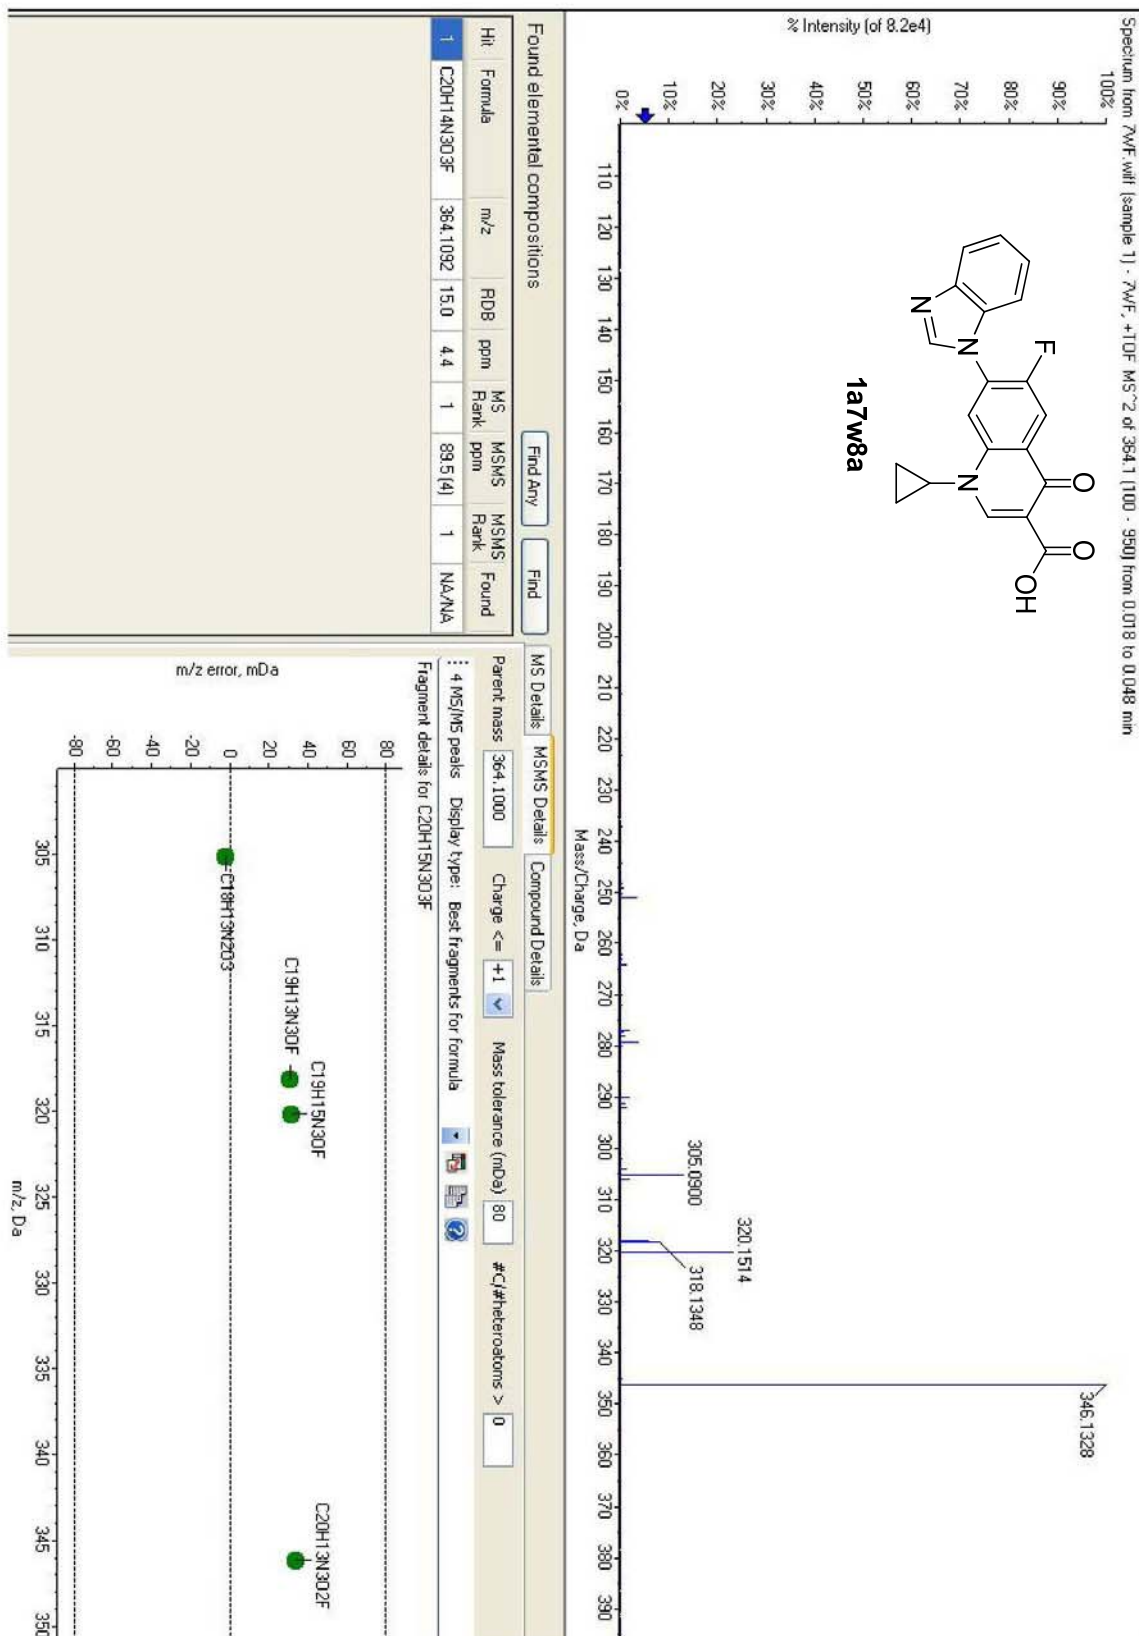 Spectrum from 7WF.wiff (sample 1) - 7WF, +TOF MS^2 of 364.1 (100 - 950) from 0.018 to 0.048 min
% Intensity (of 8.2e4)
100%
90%
80%
70%
60%
50%
40%
30%
20%
10%
0%
346.1328
320.1514
318.1348
305.0900
O
O
OH
F
N
N
N
1a7w8a
110 120 130 140 150 160 170 180 190 200 210 220 230 240 250 260 270 280 290 300 310 320 330 340 350 360 370 380 390
Mass/Charge, Da
Found elemental compositions
Find Any
Find
Hit Formula m/z RDB ppm MS Rank MSMS ppm MSMS Rank Found
1 C20H14N3O3F 364.1092 15.0 4.4 1 89.5 (4) 1 NA/NA
MS Details MSMS Details Compound Details
Parent mass 364.1000 Charge <= +1 Mass tolerance (mDa) 80 #C/#heteroatoms > 0
4 MS/MS peaks Display type: Best fragments for formula
Fragment details for C20H15N3O3F
m/z error, mDa
80
60
40
20
0
-20
-40
-60
-80
C18H13N2O3
C19H13N3OF
C19H15N3OF
C20H13N3O2F
305 310 315 320 325 330 335 340 345 350
m/z, Da